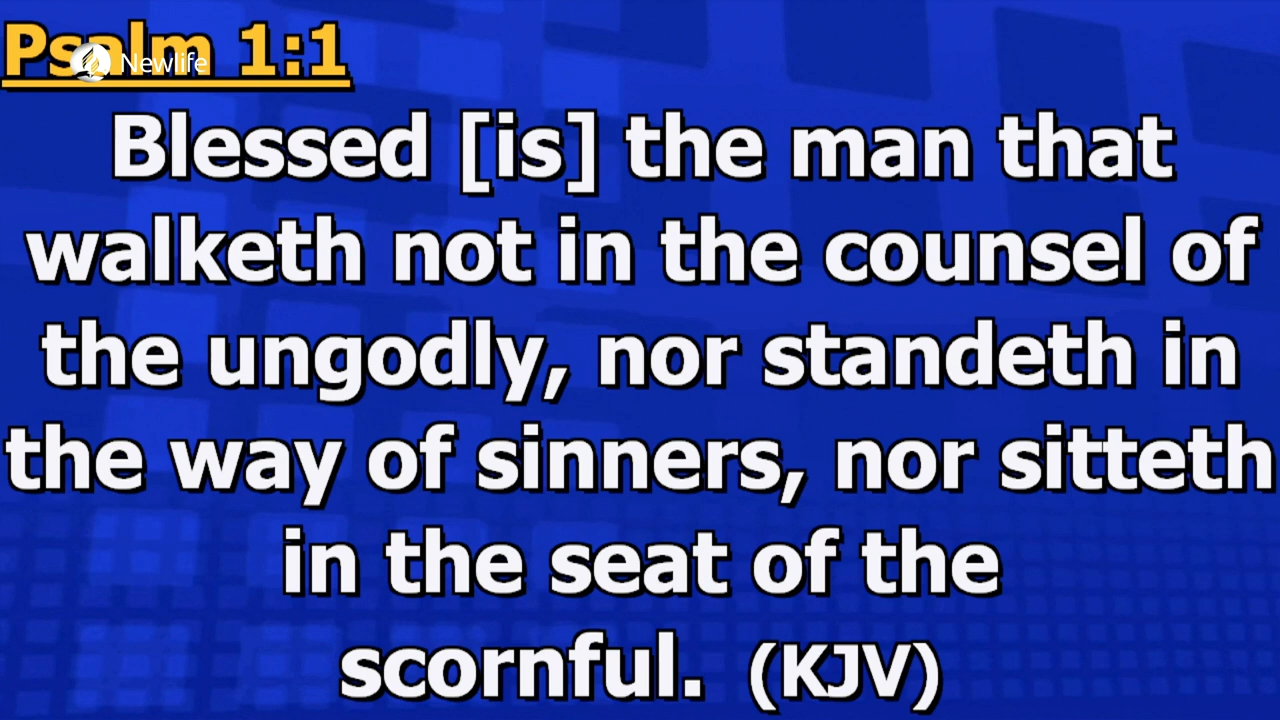 Psalm 1:1
Newlife
Blessed [is] the man that
walketh not in the counsel of
the ungodly, nor standeth in
the way of sinners, nor sitteth
in the seat of the
scornful. (KJV)